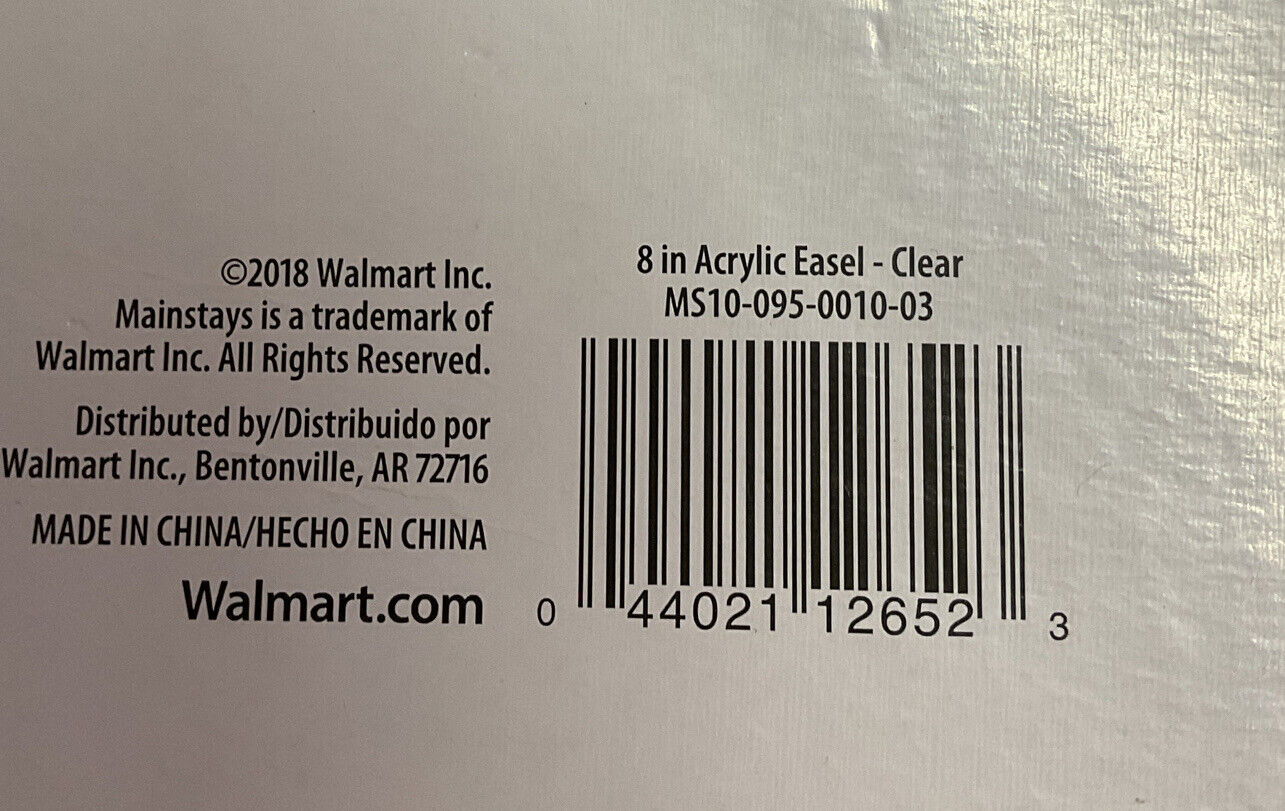 ©2018 Walmart Inc.
Mainstays is a trademark of
Walmart Inc. All Rights Reserved.
Distributed by/Distribuido por
Walmart Inc., Bentonville, AR 72716
MADE IN CHINA/HECHO EN CHINA
Walmart.com
8 in Acrylic Easel - Clear
MS10-095-0010-03
0 44021 12652 3